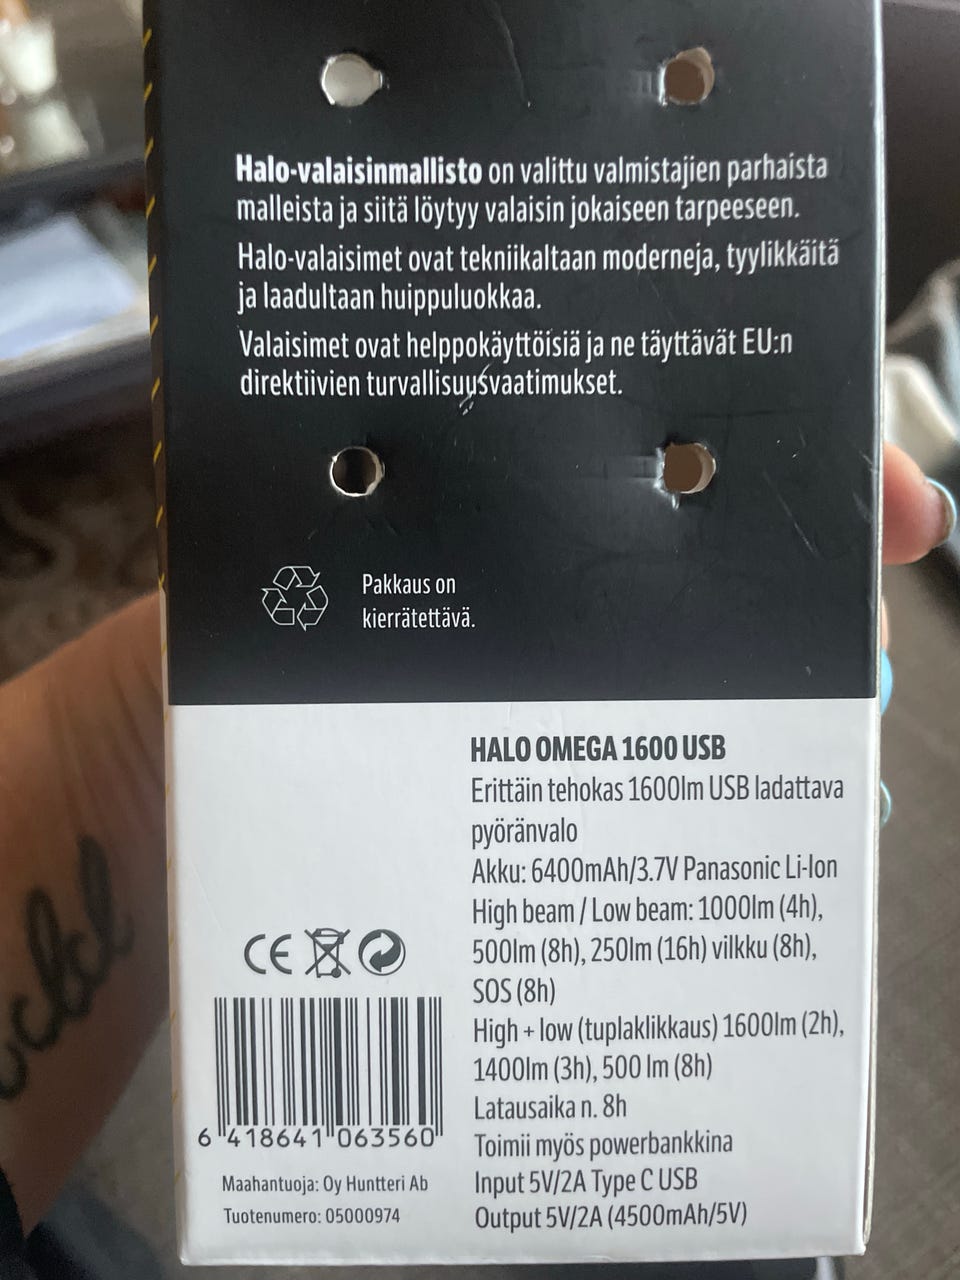 Halo-valaisinmallisto on valittu valmistajien parhaista
malleista ja siitä löytyy valaisin jokaiseen tarpeeseen.
Halo-valaisimet ovat tekniikaltaan moderneja, tyylikkäitä
ja laadultaan huippuluokkaa.
Valaisimet ovat helppokäyttöisiä ja ne täyttävät EU:n
direktiivien turvallisuusvaatimukset.
Pakkaus on
kierrätettävä.
HALO OMEGA 1600 USB
Erittäin tehokas 1600lm USB ladattava
pyöränvalo
Akku: 6400mAh/3.7V Panasonic Li-Ion
High beam / Low beam: 1000lm (4h),
500lm (8h), 250lm (16h) vilkku (8h),
SOS (8h)
High + low (tuplaklikkaus) 1600lm (2h),
1400lm (3h), 500 lm (8h)
Latausaika n. 8h
Toimii myös powerbankkina
Input 5V/2A Type C USB
Output 5V/2A (4500mAh/5V)
CE
6 418641 063560
Maahantuoja: Oy Huntteri Ab
Tuotenumero: 05000974